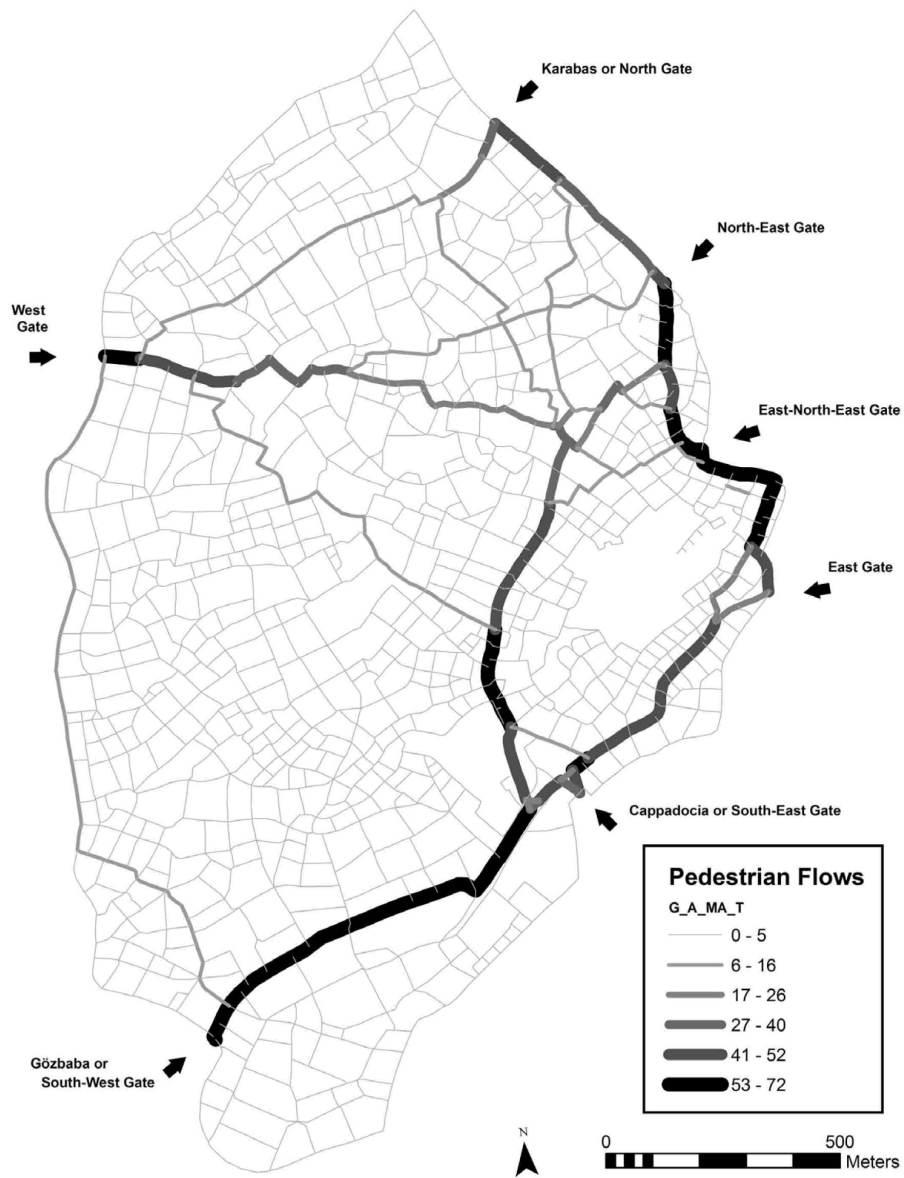 Karabas or North Gate
North-East Gate
West
Gate
East-North-East Gate
East Gate
Cappadocia or South-East Gate
Gözbaba or
South-West Gate
Pedestrian Flows
G_A_MA_T
0 - 5
6 - 16
17 - 26
27 - 40
41 - 52
53 - 72
N
0 500
Meters